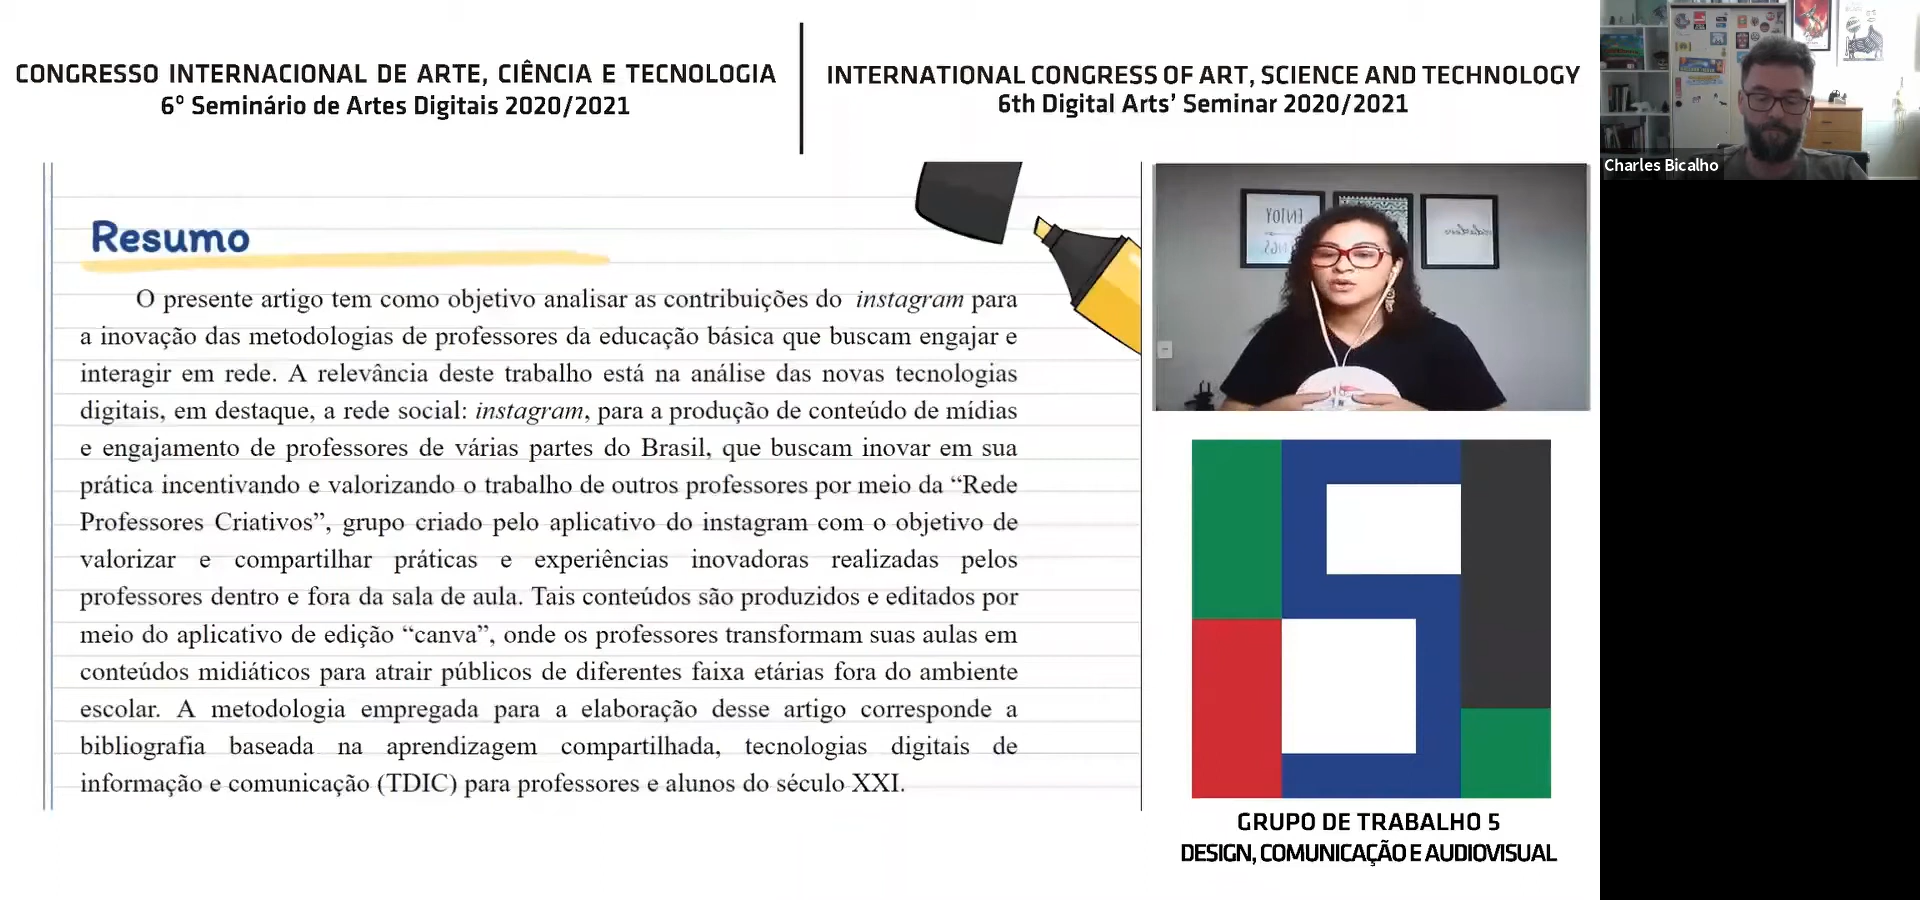 CONGRESSO INTERNACIONAL DE ARTE, CIÊNCIA E TECNOLOGIA
6º Seminário de Artes Digitais 2020/2021
INTERNATIONAL CONGRESS OF ART, SCIENCE AND TECHNOLOGY
6th Digital Arts’ Seminar 2020/2021
Charles Bicalho
Resumo
O presente artigo tem como objetivo analisar as contribuições do instagram para
a inovação das metodologias de professores da educação básica que buscam engajar e
interagir em rede. A relevância deste trabalho está na análise das novas tecnologias
digitais, em destaque, a rede social: instagram, para a produção de conteúdo de mídias
e engajamento de professores de várias partes do Brasil, que buscam inovar em sua
prática incentivando e valorizando o trabalho de outros professores por meio da “Rede
Professores Criativos”, grupo criado pelo aplicativo do instagram com o objetivo de
valorizar e compartilhar práticas e experiências inovadoras realizadas pelos
professores dentro e fora da sala de aula. Tais conteúdos são produzidos e editados por
meio do aplicativo de edição “canva”, onde os professores transformam suas aulas em
conteúdos midiáticos para atrair públicos de diferentes faixa etárias fora do ambiente
escolar. A metodologia empregada para a elaboração desse artigo corresponde a
bibliografia baseada na aprendizagem compartilhada, tecnologias digitais de
informação e comunicação (TDIC) para professores e alunos do século XXI.
ENJOY
GRUPO DE TRABALHO 5
DESIGN, COMUNICAÇÃO E AUDIOVISUAL